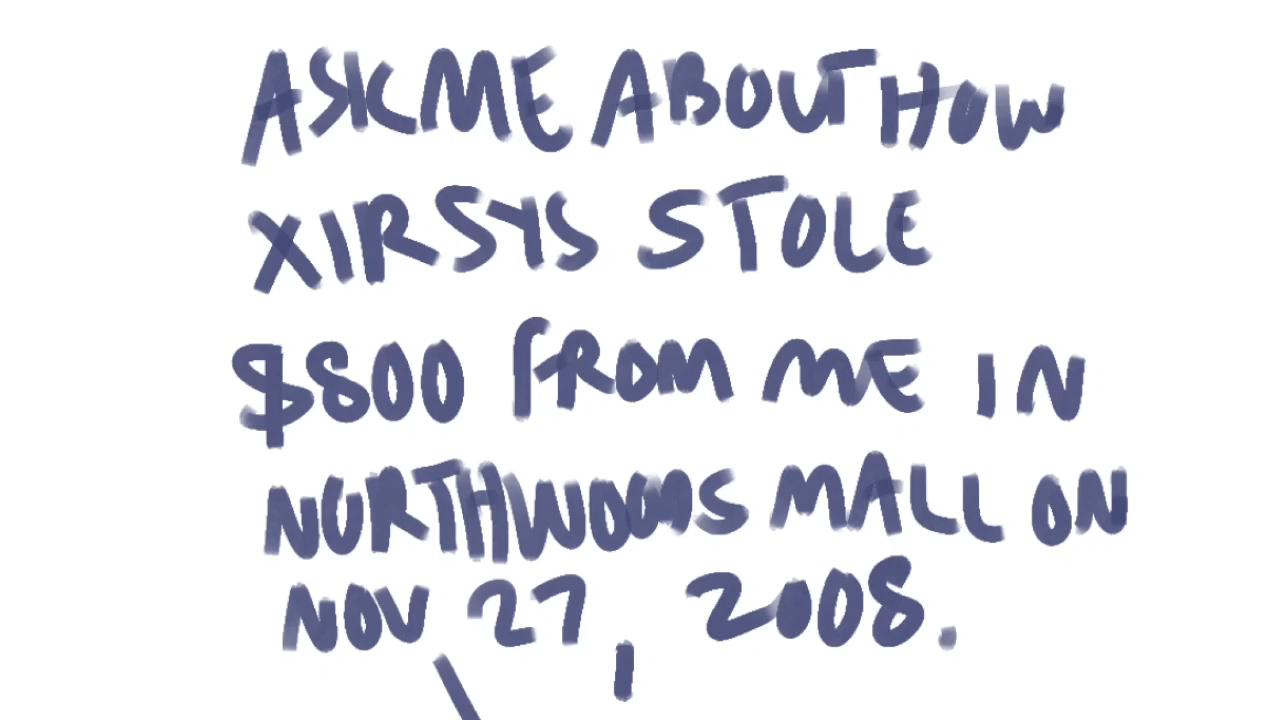 ASK ME ABOUT HOW
XIRSYS STOLE
$800 FROM ME IN
NORTHWOODS MALL ON
NOV 27, 2008.